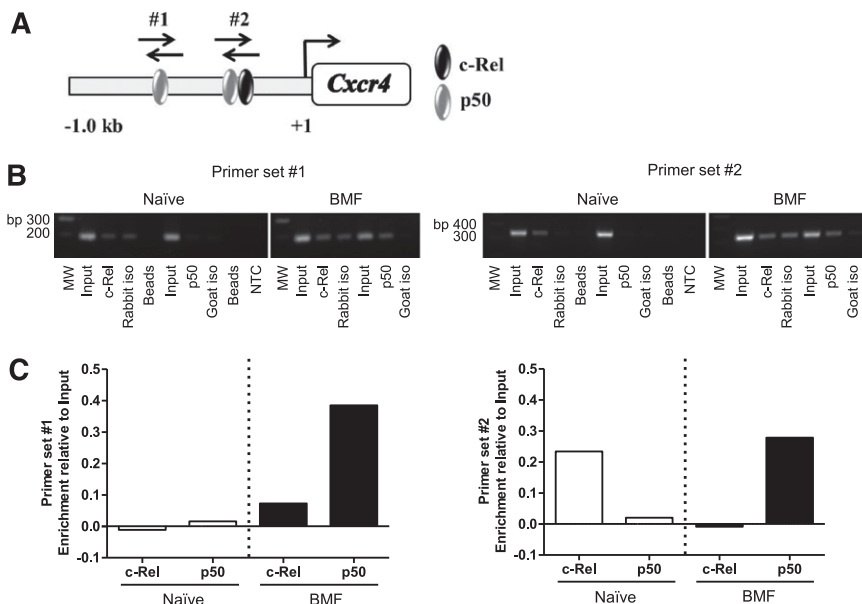 A
#1
#2
Cxcr4
-1.0 kb
+1
c-Rel
p50
B
Primer set #1
Primer set #2
Naïve
BMF
Naïve
BMF
bp 300
200
bp 400
300
MW
Input
c-Rel
Rabbit iso
Beads
Input
p50
Goat iso
Beads
NTC
MW
Input
c-Rel
Rabbit iso
Input
p50
Goat iso
MW
Input
c-Rel
Rabbit iso
Beads
Input
p50
Goat iso
Beads
NTC
MW
Input
c-Rel
Rabbit iso
Input
p50
Goat iso
C
Primer set #1
Enrichment relative to Input
0.5
0.4
0.3
0.2
0.1
0.0
-0.1
c-Rel
p50
c-Rel
p50
Naïve
BMF
Primer set #2
Enrichment relative to Input
0.5
0.4
0.3
0.2
0.1
0.0
-0.1
c-Rel
p50
c-Rel
p50
Naïve
BMF